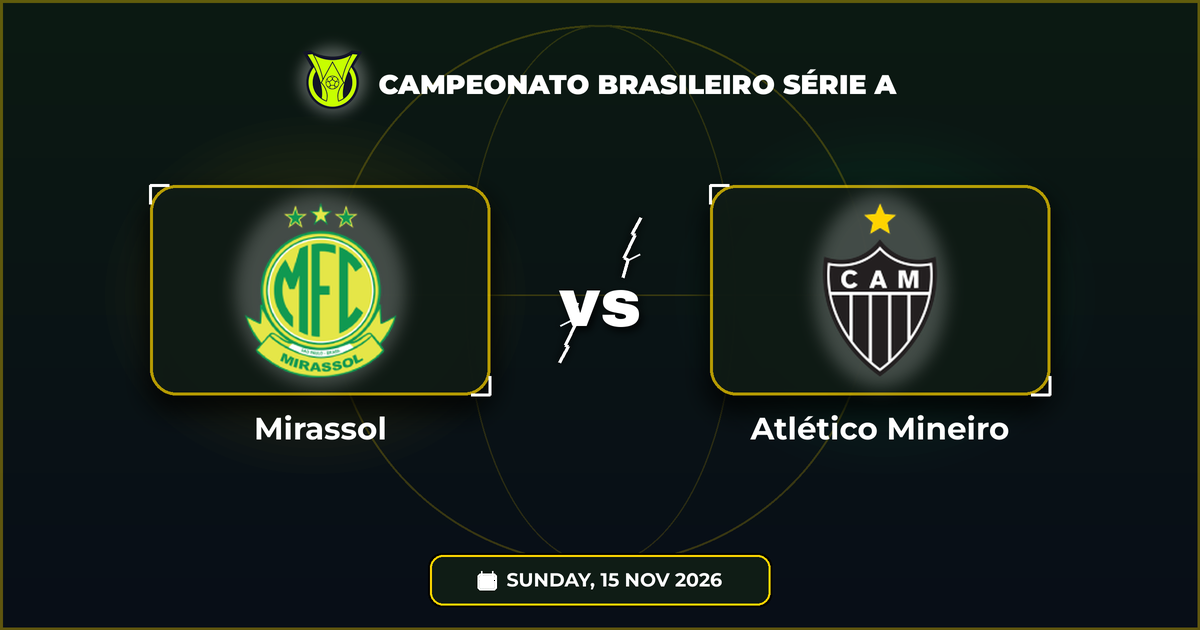 CAMPEONATO BRASILEIRO SÉRIE A
MFC
MIRASSOL
CAM
VS
Mirassol
Atlético Mineiro
SUNDAY, 15 NOV 2026